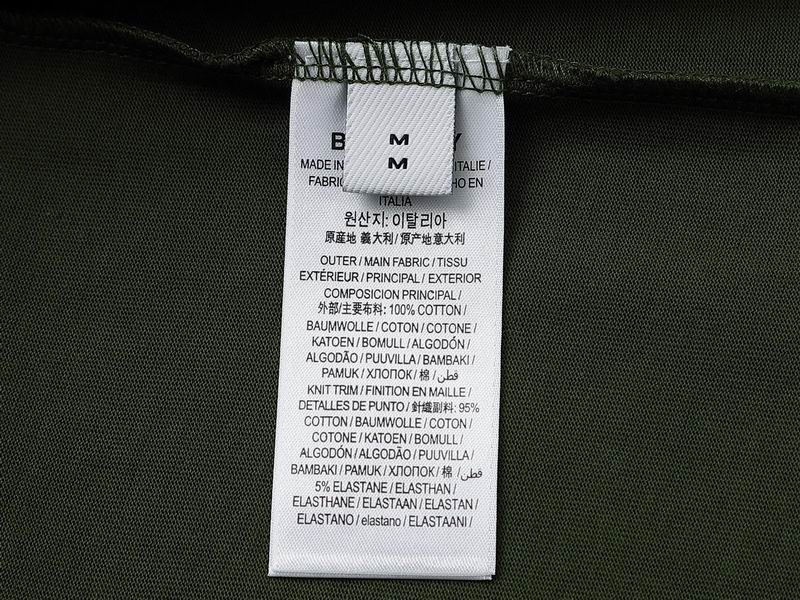 M
M
B Y
MADE IN ITALIE /
FABRIC HO EN
ITALIA
원산지: 이탈리아
原産地 義大利 / 原产地意大利
OUTER / MAIN FABRIC / TISSU
EXTÉRIEUR / PRINCIPAL / EXTERIOR
COMPOSICION PRINCIPAL /
外部/主要布料: 100% COTTON /
BAUMWOLLE / COTON / COTONE /
KATOEN / BOMULL / ALGODÓN /
ALGODÃO / PUUVILLA / BAMBAKI /
PAMUK / ХЛОПОК / 棉 / قطن
KNIT TRIM / FINITION EN MAILLE /
DETALLES DE PUNTO / 針織副料: 95%
COTTON / BAUMWOLLE / COTON /
COTONE / KATOEN / BOMULL /
ALGODÓN / ALGODÃO / PUUVILLA /
BAMBAKI / PAMUK / ХЛОПОК / 棉 / قطن
5% ELASTANE / ELASTHAN /
ELASTHANE / ELASTAAN / ELASTAN /
ELASTANO / elastano / ELASTAANI /